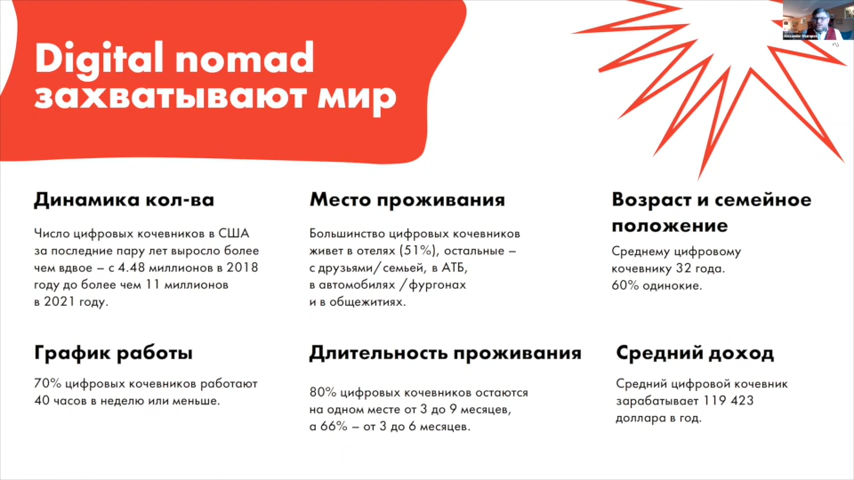 Digital nomad
захватывают мир
Динамика кол-ва
Число цифровых кочевников в США
за последние пару лет выросло более
чем вдвое – с 4.48 миллионов в 2018
году до более чем 11 миллионов
в 2021 году.
Место проживания
Большинство цифровых кочевников
живет в отелях (51%), остальные –
с друзьями/семьей, в АТБ,
в автомобилях /фургонах
и в общежитиях.
Возраст и семейное
положение
Среднему цифровому
кочевнику 32 года.
60% одинокие.
График работы
70% цифровых кочевников работают
40 часов в неделю или меньше.
Длительность проживания
80% цифровых кочевников остаются
на одном месте от 3 до 9 месяцев,
а 66% – от 3 до 6 месяцев.
Средний доход
Средний цифровой кочевник
зарабатывает 119 423
доллара в год.